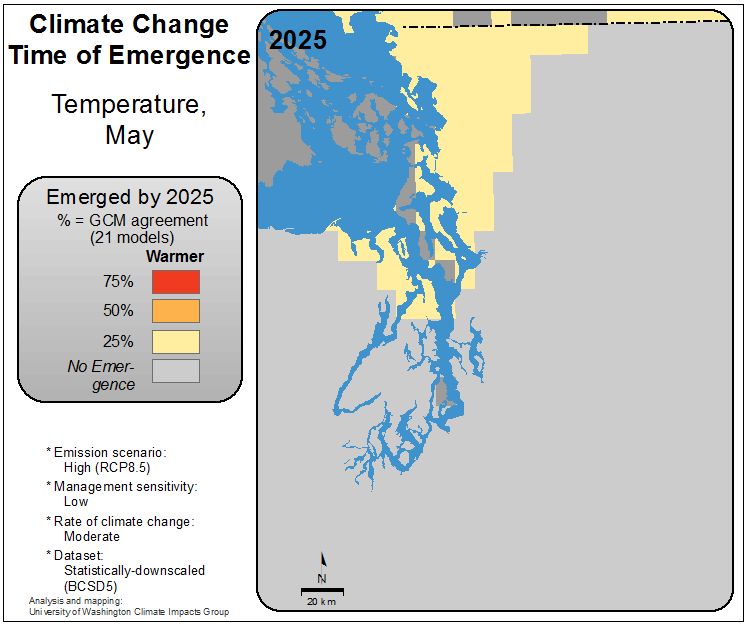 Climate Change
Time of Emergence
Temperature,
May
Emerged by 2025
% = GCM agreement
(21 models)
Warmer
75%
50%
25%
No Emer-
gence
* Emission scenario:
High (RCP8.5)
* Management sensitivity:
Low
* Rate of climate change:
Moderate
* Dataset:
Statistically-downscaled
(BCSD5)
Analysis and mapping:
University of Washington Climate Impacts Group
2025
N
20 km